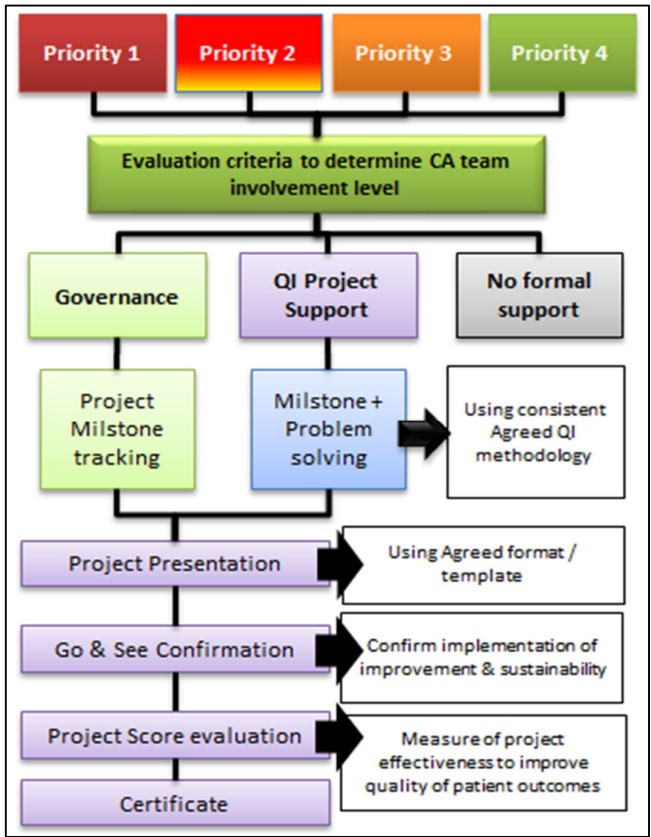 Priority 1
Priority 2
Priority 3
Priority 4
Evaluation criteria to determine CA team
involvement level
Governance
QI Project
Support
No formal
support
Project
Milstone
tracking
Milstone +
Problem
solving
Using consistent
Agreed QI
methodology
Project Presentation
Using Agreed format /
template
Go & See Confirmation
Confirm implementation of
improvement & sustainability
Project Score evaluation
Measure of project
effectiveness to improve
quality of patient outcomes
Certificate